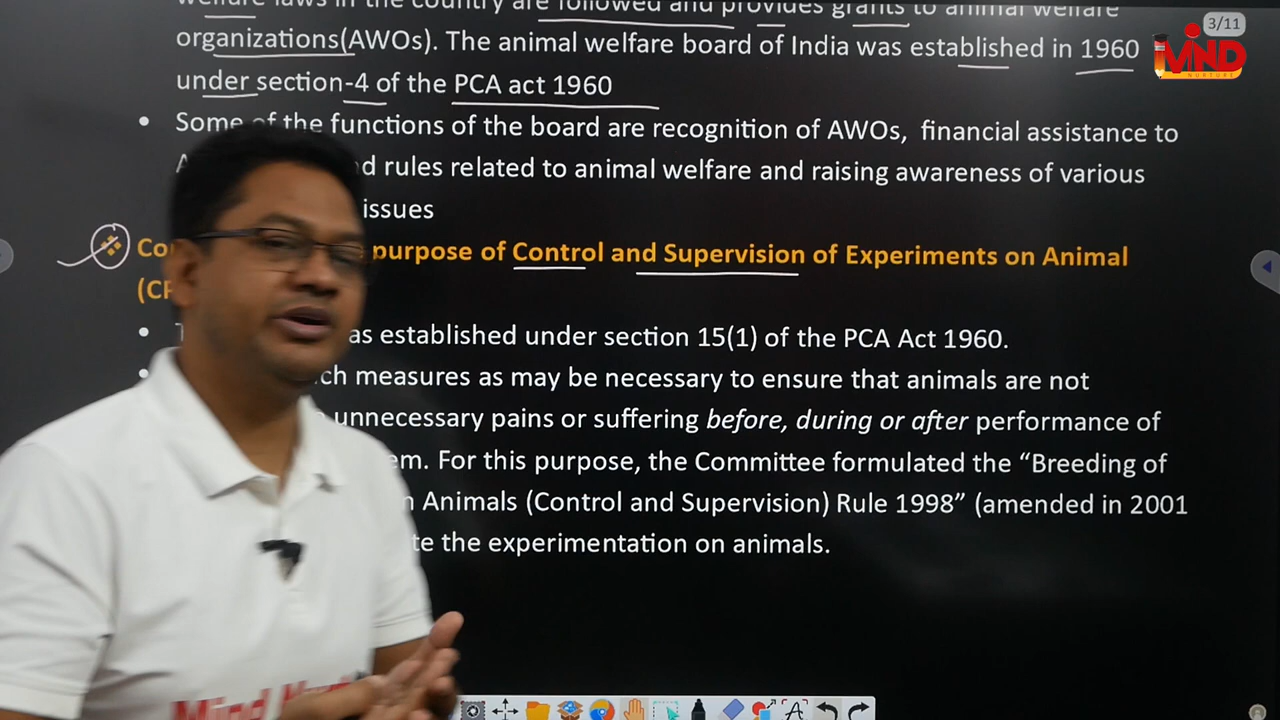 welfare laws in the country are followed and provides grants to animal welfare
3/11
organizations(AWOs). The animal welfare board of India was established in 1960
MIND
NURTURE
under section-4 of the PCA act 1960
• Some of the functions of the board are recognition of AWOs, financial assistance to
rules related to animal welfare and raising awareness of various
issues
purpose of Control and Supervision of Experiments on Animal
• established under section 15(1) of the PCA Act 1960.
• measures as may be necessary to ensure that animals are not
unnecessary pains or suffering before, during or after performance of
For this purpose, the Committee formulated the “Breeding of
Animals (Control and Supervision) Rule 1998” (amended in 2001
the experimentation on animals.
Mind